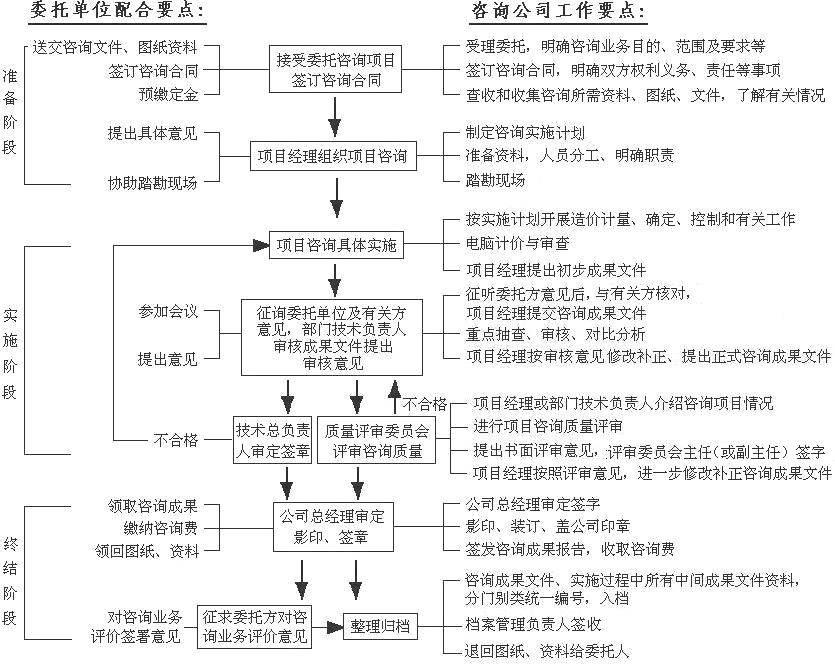 委托单位配合要点:
咨询公司工作要点:
准备阶段
送交咨询文件、图纸资料
签订咨询合同
预缴定金
接受委托咨询项目
签订咨询合同
受理委托，明确咨询业务目的、范围及要求等
签订咨询合同，明确双方权利义务、责任等事项
查收和收集咨询所需资料、图纸、文件，了解有关情况
提出具体意见
协助踏勘现场
项目经理组织项目咨询
制定咨询实施计划
准备资料，人员分工、明确职责
踏勘现场
实施阶段
项目咨询具体实施
按实施计划开展造价计量、确定、控制和有关工作
电脑计价与审查
项目经理提出初步成果文件
参加会议
提出意见
征询委托单位及有关方
意见，部门技术负责人
审核成果文件提出
审核意见
征听委托方意见后，与有关方核对，
项目经理提交咨询成果文件
重点抽查、审核、对比分析
项目经理按审核意见修改补正、提出正式咨询成果文件
不合格
不合格
技术总负责
人审定签章
质量评审委员会
评审咨询质量
项目经理或部门技术负责人介绍咨询项目情况
进行项目咨询质量评审
提出书面评审意见，评审委员会主任(或副主任）签字
项目经理按照评审意见，进一步修改补正咨询成果文件
终结阶段
领取咨询成果
缴纳咨询费
领回图纸、资料
公司总经理审定
影印、签章
公司总经理审定签字
影印、装订、盖公司印章
签发咨询成果报告，收取咨询费
对咨询业务
评价签署意见
征求委托方对咨
询业务评价意见
整理归档
咨询成果文件、实施过程中所有中间成果文件资料，
分门别类统一编号，入档
档案管理负责人签收
退回图纸、资料给委托人